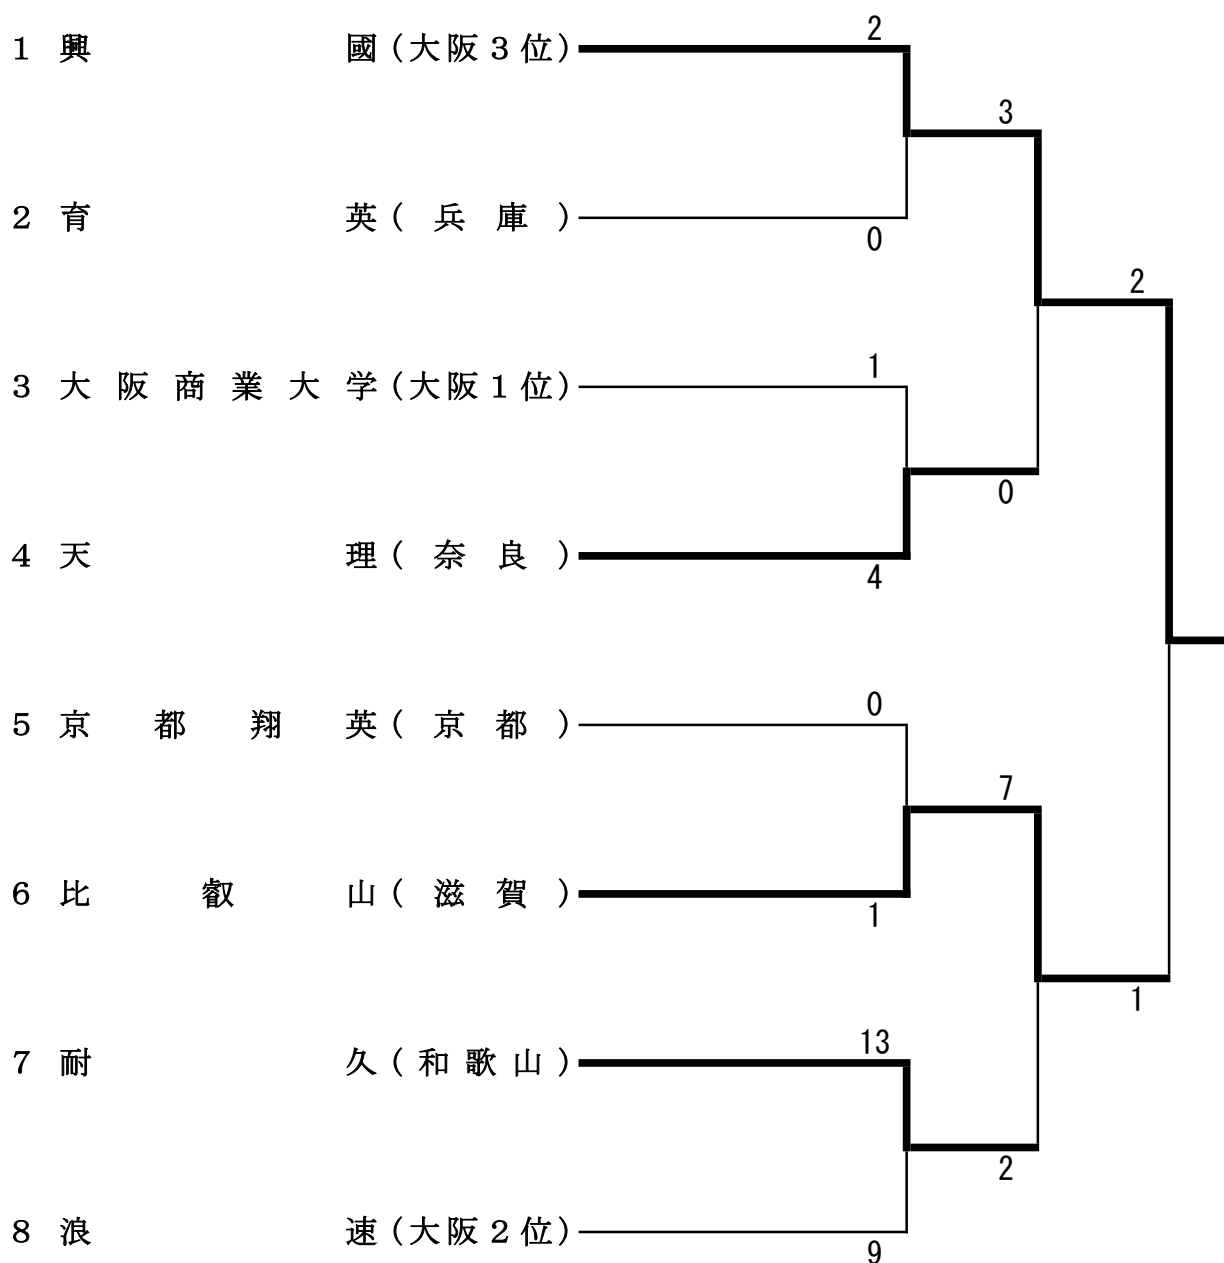 2
1 興國(大阪3位)
3
2 育英(兵庫)
0
2
1
3 大阪商業大学(大阪1位)
0
4 天理(奈良)
4
0
5 京都翔英(京都)
7
6 比叡山(滋賀)
1
1
13
7 耐久(和歌山)
2
8 浪速(大阪2位)
9